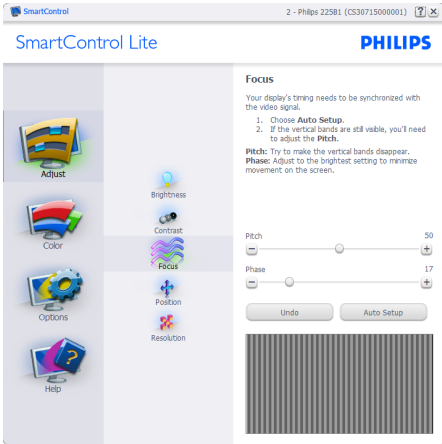 SmartControl
2 - Philips 225B1 (CS30715000001)
SmartControl Lite
PHILIPS
Adjust
Color
Options
Help
Brightness
Contrast
Focus
Position
Resolution
Focus
Your display's timing needs to be synchronized with
the video signal.
1. Choose Auto Setup.
2. If the vertical bands are still visible, you'll need
to adjust the Pitch.
Pitch: Try to make the vertical bands disappear.
Phase: Adjust to the brightest setting to minimize
movement on the screen.
Pitch 50
Phase 17
Undo Auto Setup